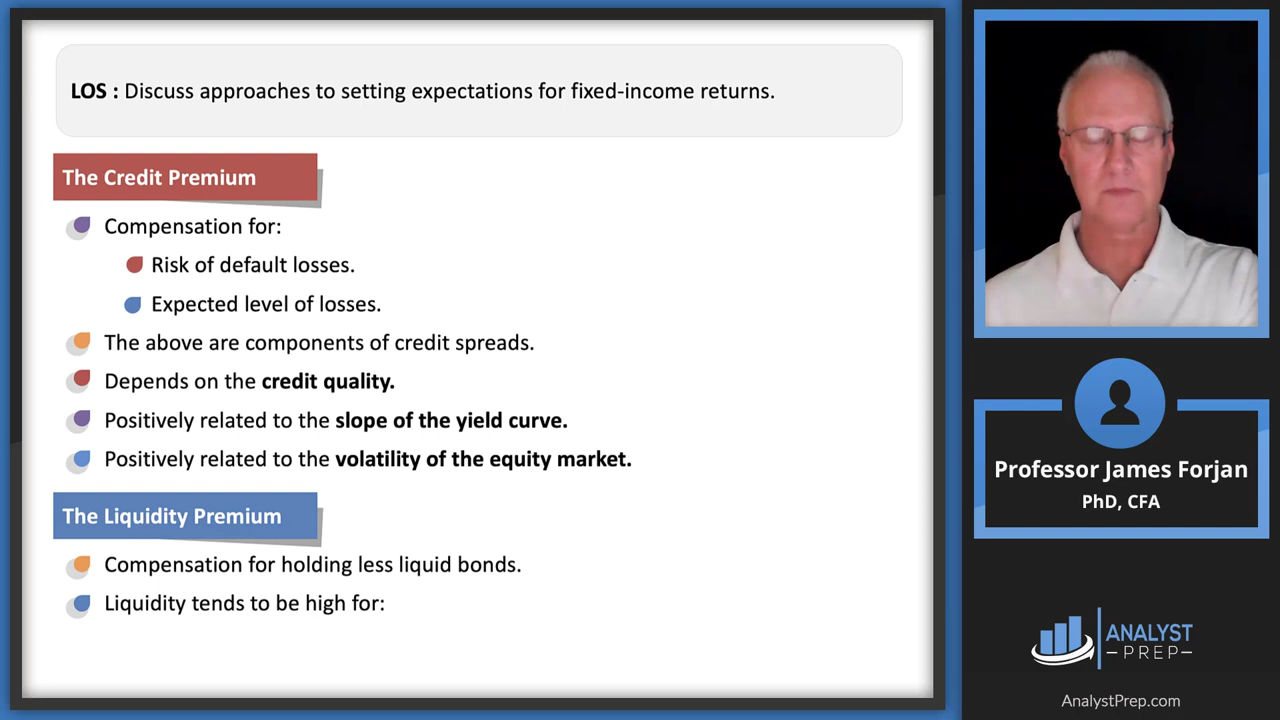 LOS : Discuss approaches to setting expectations for fixed-income returns.
The Credit Premium
Compensation for:
Risk of default losses.
Expected level of losses.
The above are components of credit spreads.
Depends on the credit quality.
Positively related to the slope of the yield curve.
Positively related to the volatility of the equity market.
The Liquidity Premium
Compensation for holding less liquid bonds.
Liquidity tends to be high for:
Professor James Forjan
PhD, CFA
ANALYST
PREP
AnalystPrep.com